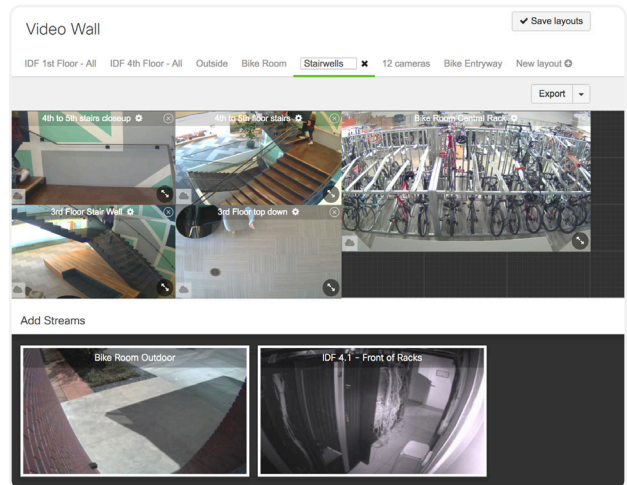 Video Wall
✔ Save layouts
IDF 1st Floor - All IDF 4th Floor - All Outside Bike Room Stairwells ✖ 12 cameras Bike Entryway New layout
Export
4th to 5th stairs closeup 4th to 5th floor stairs Bike Room Central Rack
3rd Floor Stair Well 3rd Floor top down
Add Streams
Bike Room Outdoor IDF 4.1 - Front of Racks